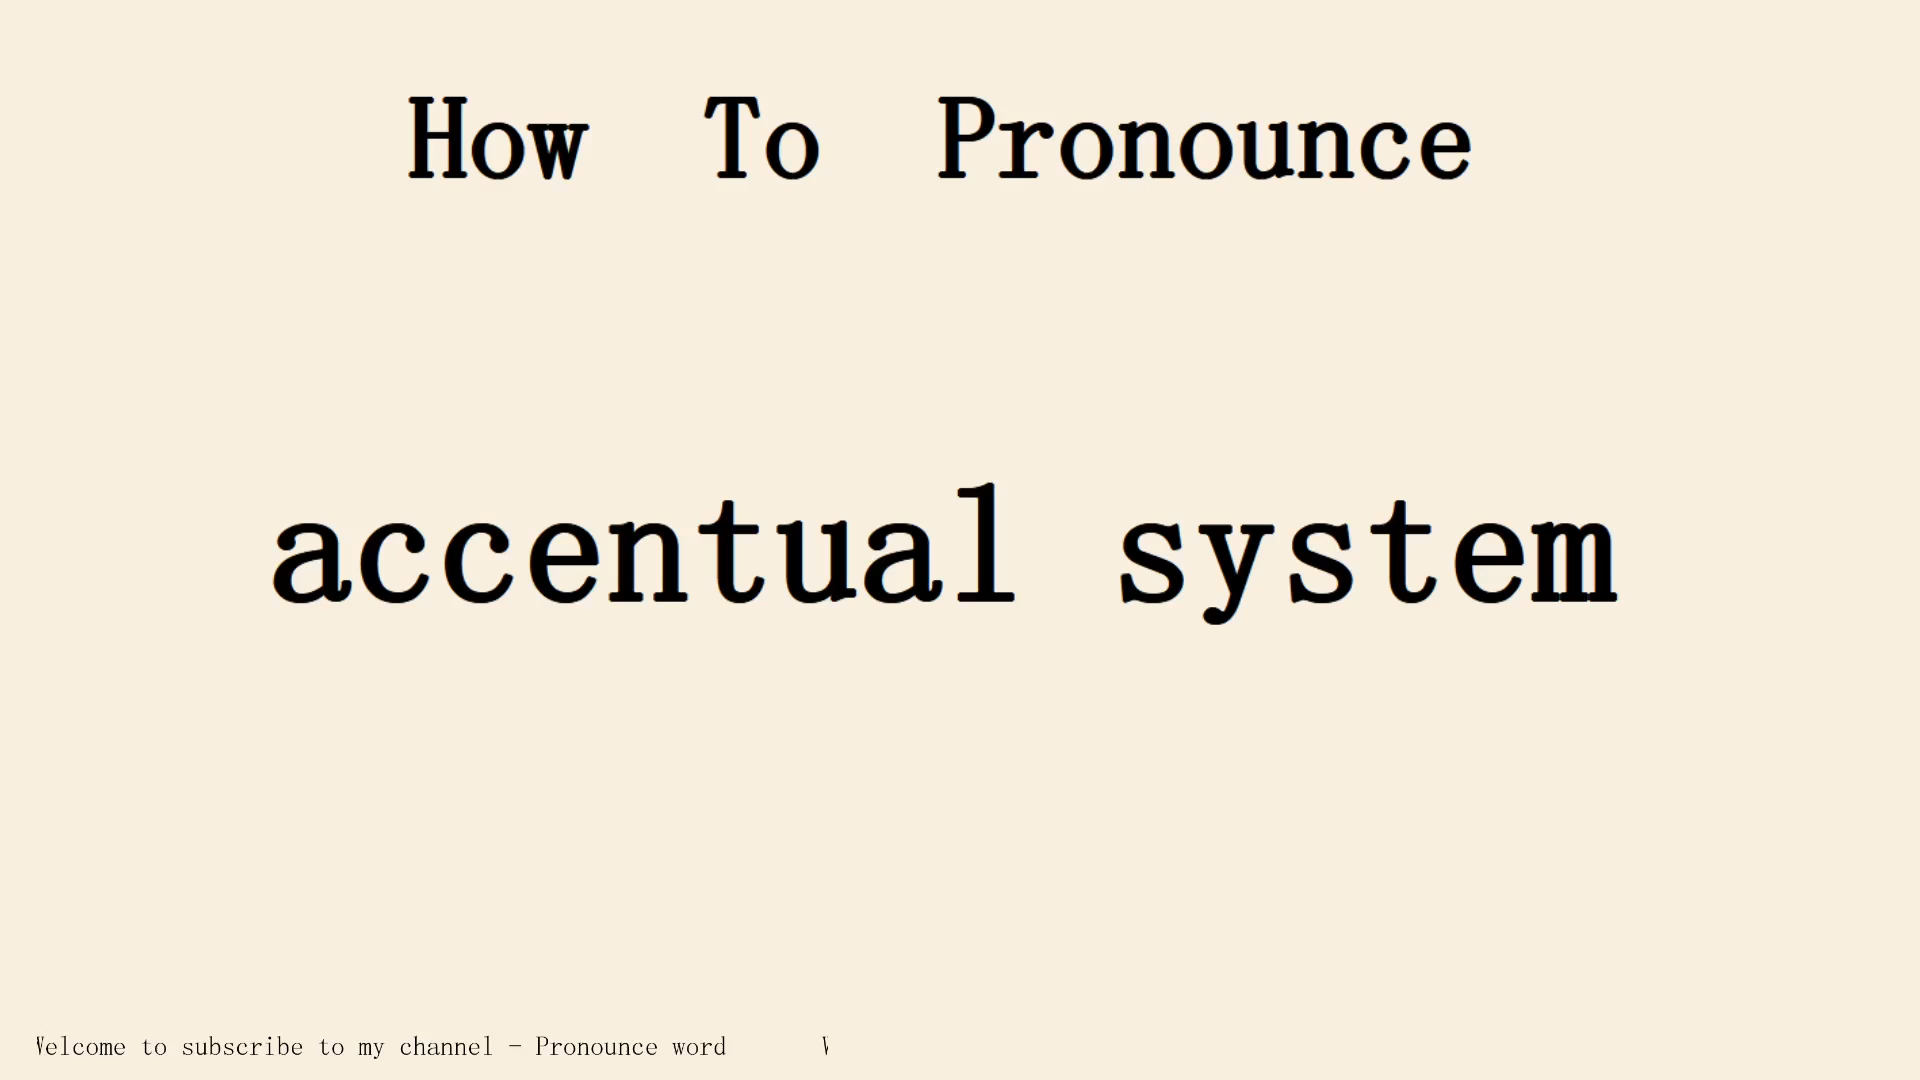 How To Pronounce
accentual system
Welcome to subscribe to my channel - Pronounce word